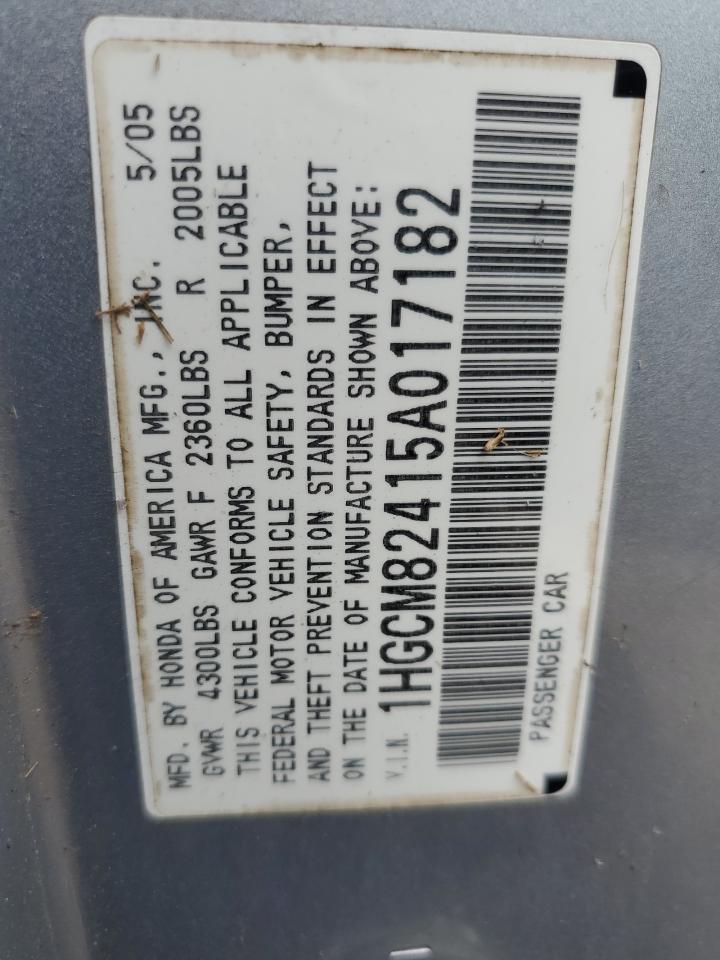 MFD. BY HONDA OF AMERICA MFG., INC. 5/05
GVWR 4300LBS GAWR F 2360LBS R 2005LBS
THIS VEHICLE CONFORMS TO ALL APPLICABLE
FEDERAL MOTOR VEHICLE SAFETY, BUMPER,
AND THEFT PREVENTION STANDARDS IN EFFECT
ON THE DATE OF MANUFACTURE SHOWN ABOVE:
V.I.N. 1HGCM82415A017182
PASSENGER CAR